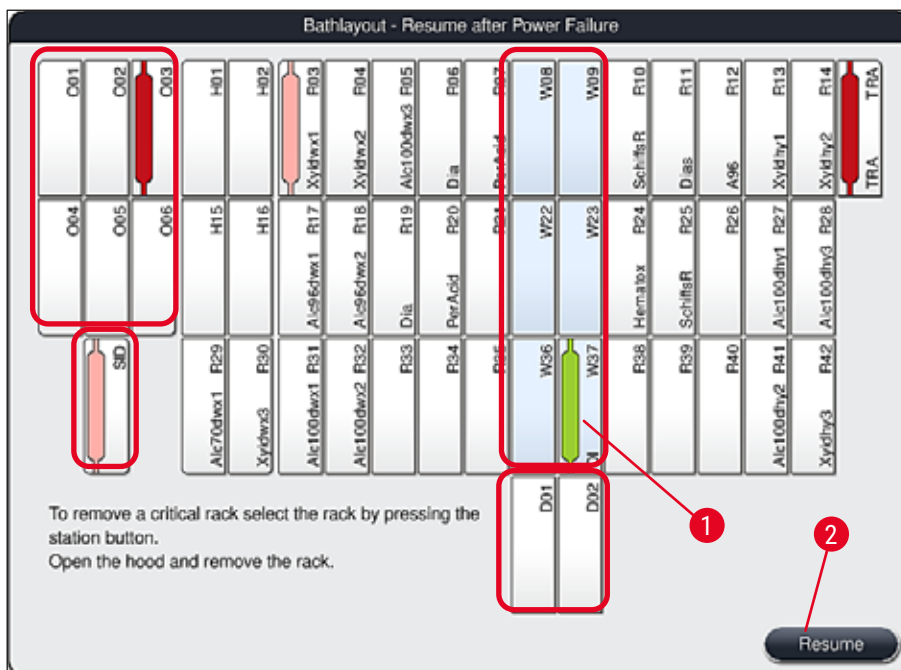 Bathlayout - Resume after Power Failure
O01
O02
O03
H01
H02
R03 Xyldwx1
R04 Xyldwx2
R05 Alc100dwx3
R06 Dia
R07 PerAcid
W08
W09
R10 SchiffsR
R11 Dias
R12 A96
R13 Xyldhy1
R14 Xyldhy2
TRA TRA
O04
O05
O06
H15
H16
R17 Alc96dwx1
R18 Alc96dwx2
R19 Dia
R20 PerAcid
R21
W22
W23
R24 Hematox
R25 SchiffsR
R26
R27 Alc100dhy1
R28 Alc100dhy3
SID
R29 Alc70dwx1
R30 Xyldwx3
R31 Alc100dwx1
R32 Alc100dwx2
R33
R34
R35
W36
W37 DI
R38
R39
R40
R41 Alc100dhy2
R42 Xyldhy3
D01
D02
To remove a critical rack select the rack by pressing the
station button.
Open the hood and remove the rack.
1
2
Resume